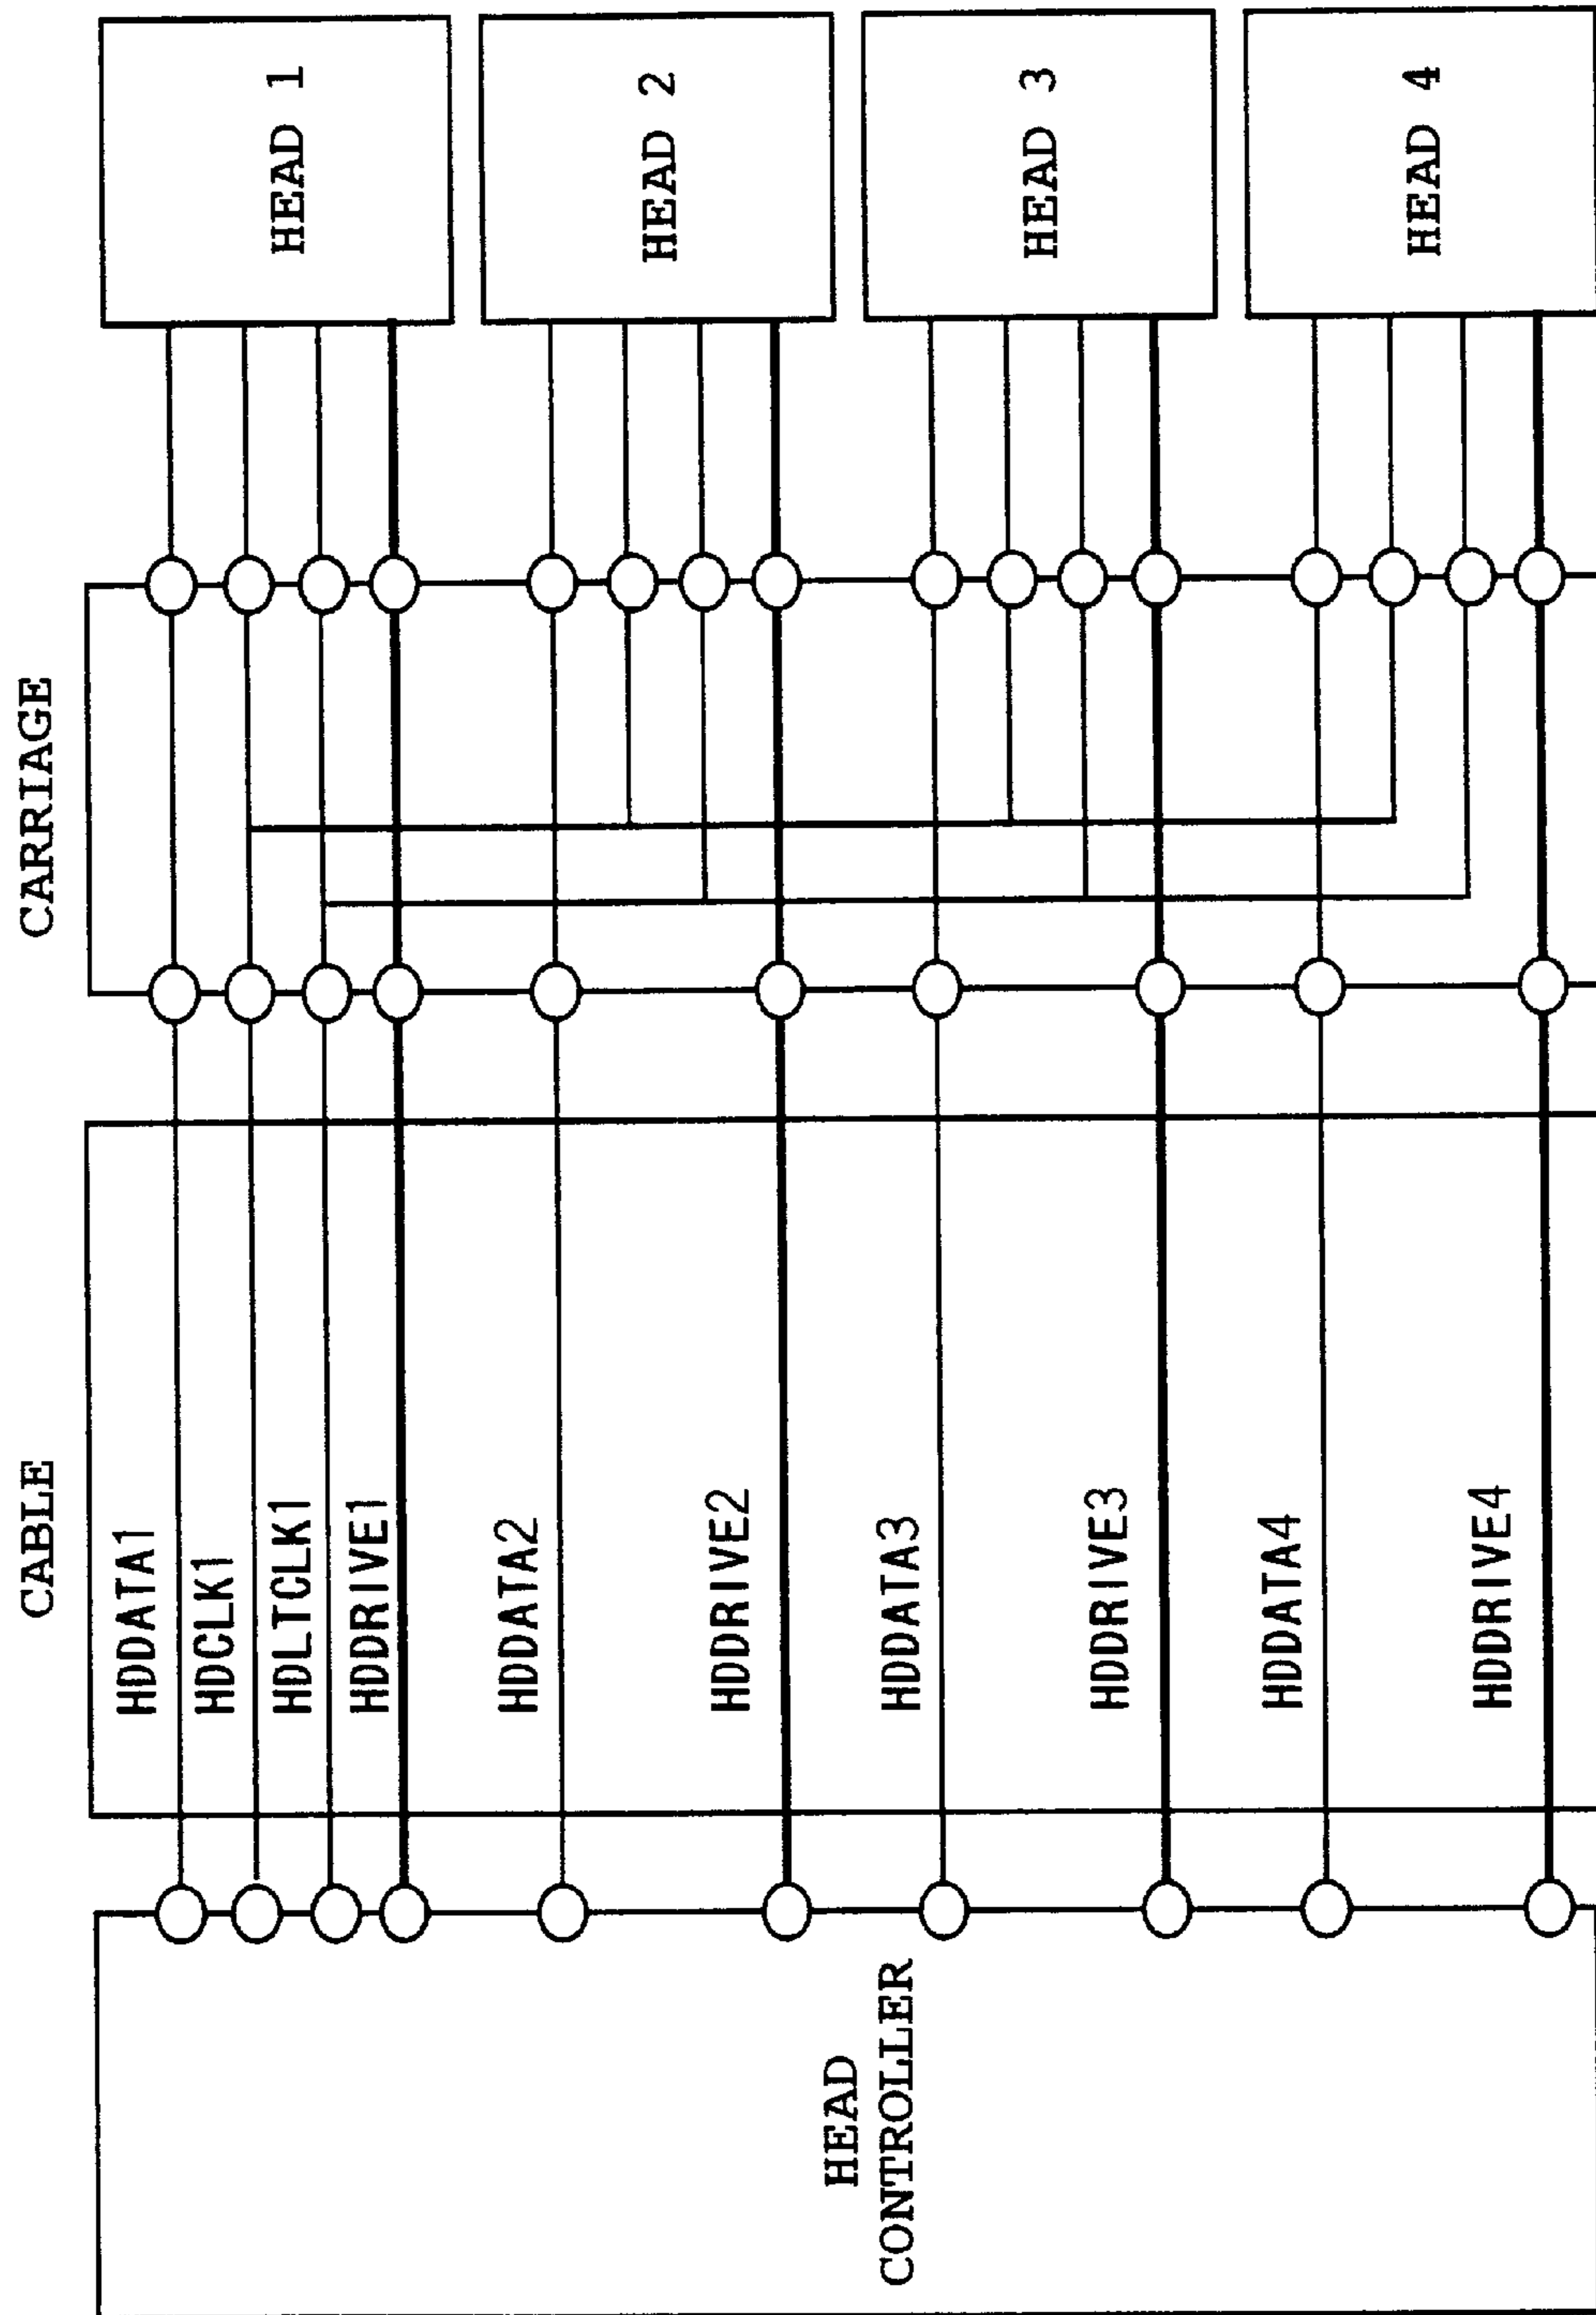 CABLE
CARRIAGE
HEAD
CONTROLLER
HDDATA1
HDCLK1
HDLTCLK1
HDDRIVE1
HDDATA2
HDDRIVE2
HDDATA3
HDDRIVE3
HDDATA4
HDDRIVE4
HEAD 1
HEAD 2
HEAD 3
HEAD 4